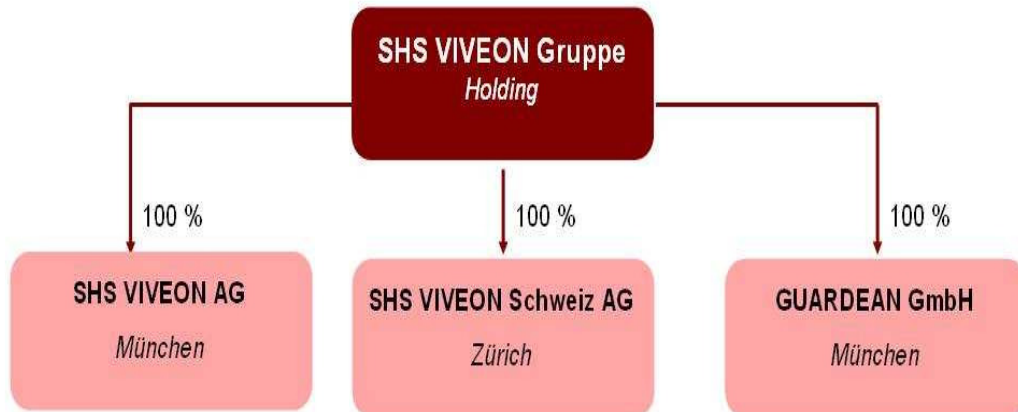 SHS VIVEON Gruppe
Holding
100 %
100 %
100 %
SHS VIVEON AG
München
SHS VIVEON Schweiz AG
Zürich
GUARDEAN GmbH
München